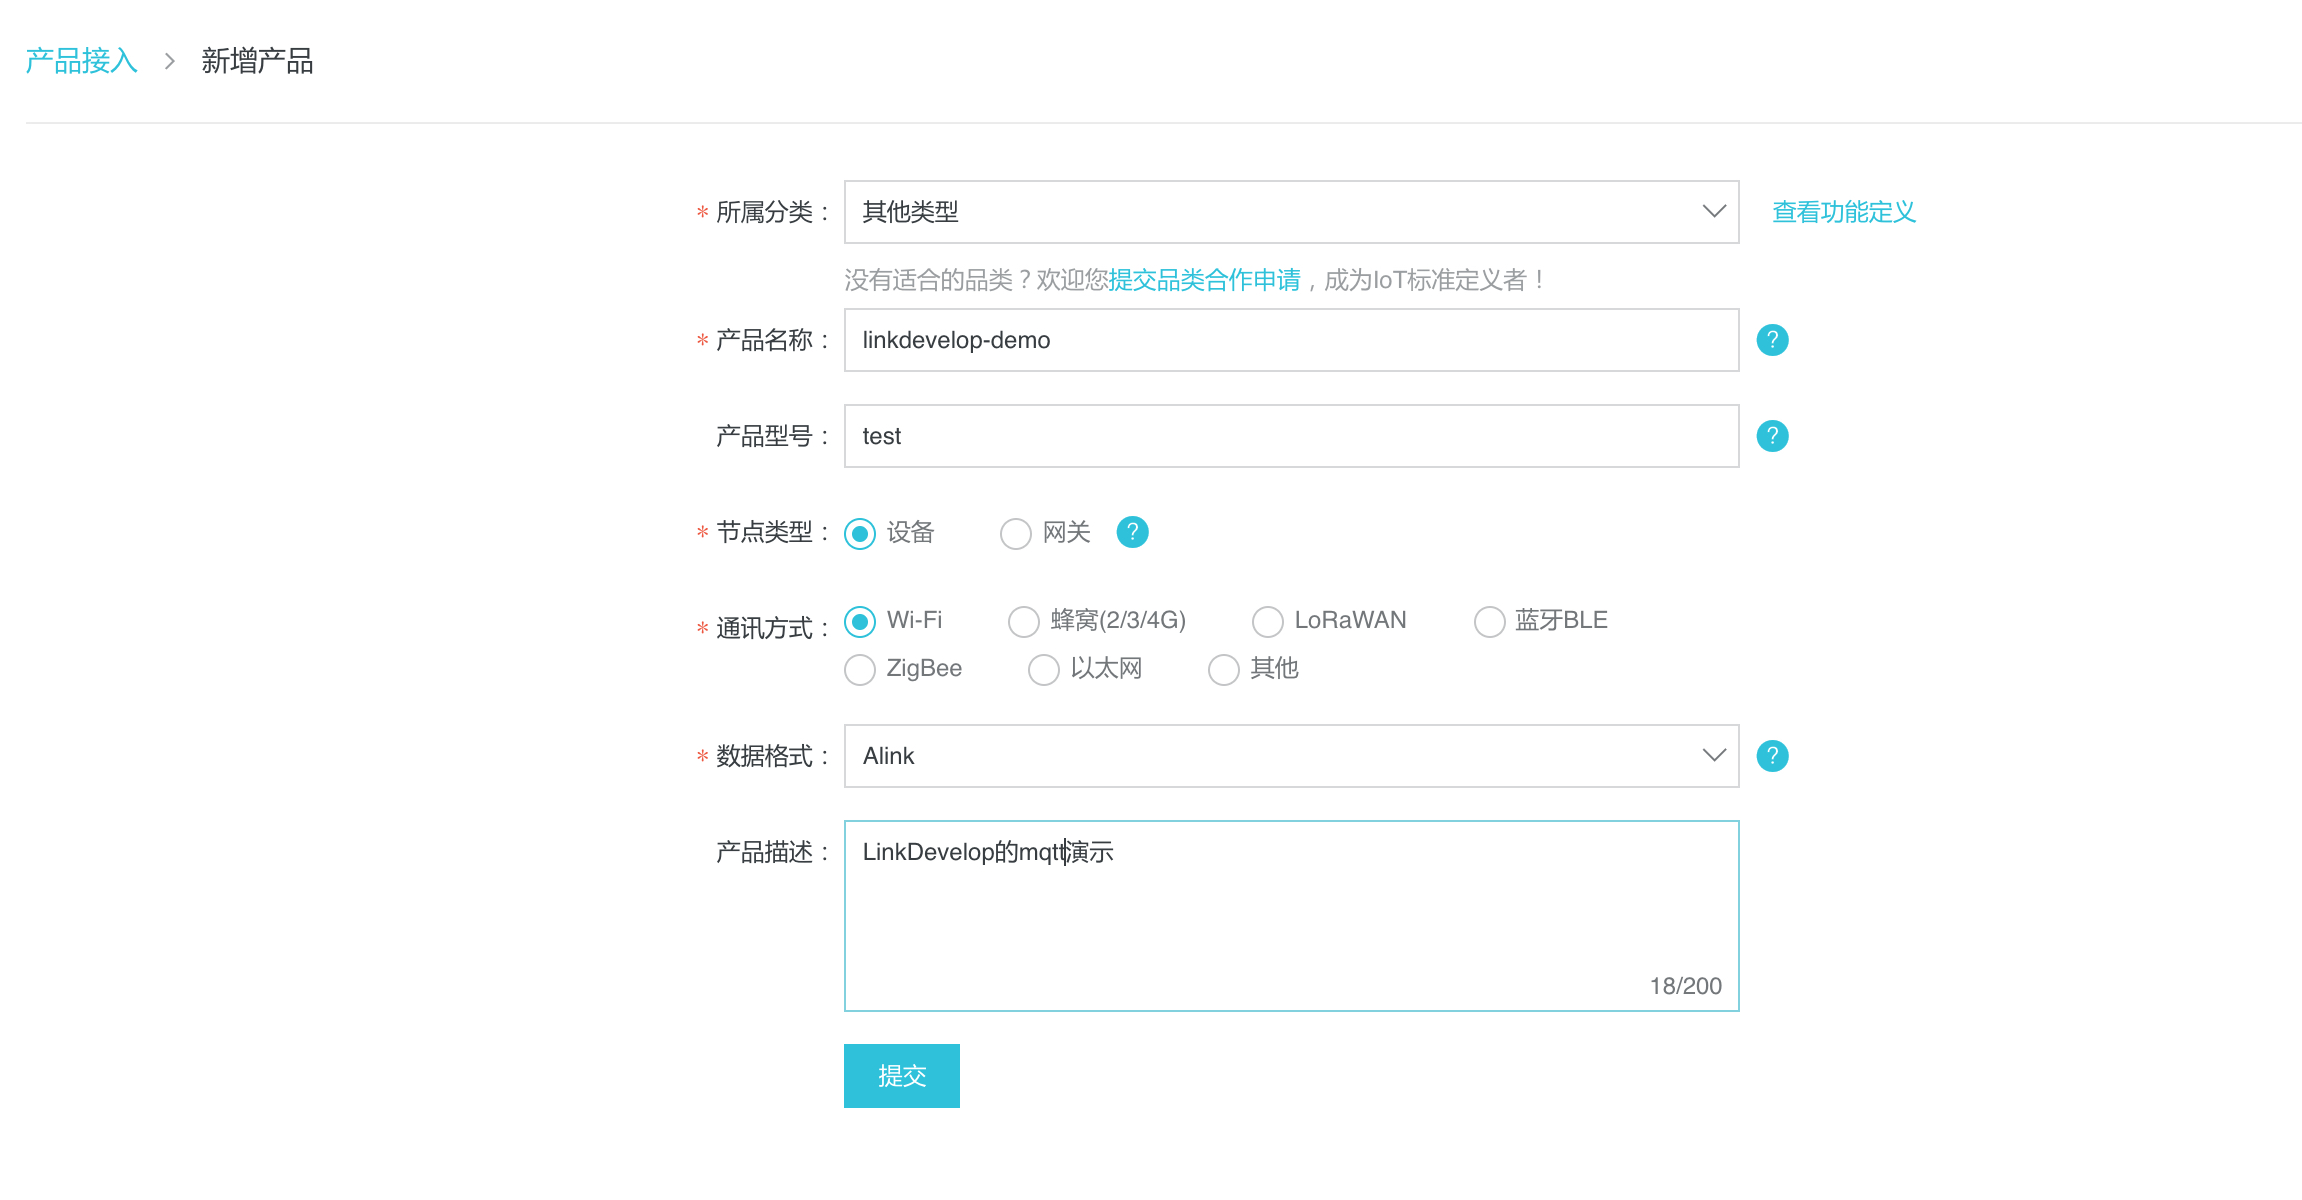 产品接入 > 新增产品
* 所属分类： 其他类型 查看功能定义
没有适合的品类？欢迎您提交品类合作申请，成为IoT标准定义者！
* 产品名称： linkdevelop-demo ?
产品型号： test ?
* 节点类型： 设备 网关 ?
* 通讯方式： Wi-Fi 蜂窝(2/3/4G) LoRaWAN 蓝牙BLE
ZigBee 以太网 其他
* 数据格式： Alink ?
产品描述： LinkDevelop的mqtt演示
18/200
提交